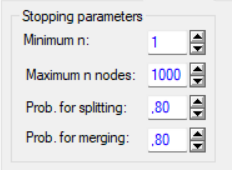 Stopping parameters
Minimum n: 1
Maximum n nodes: 1000
Prob. for splitting: ,80
Prob. for merging: ,80